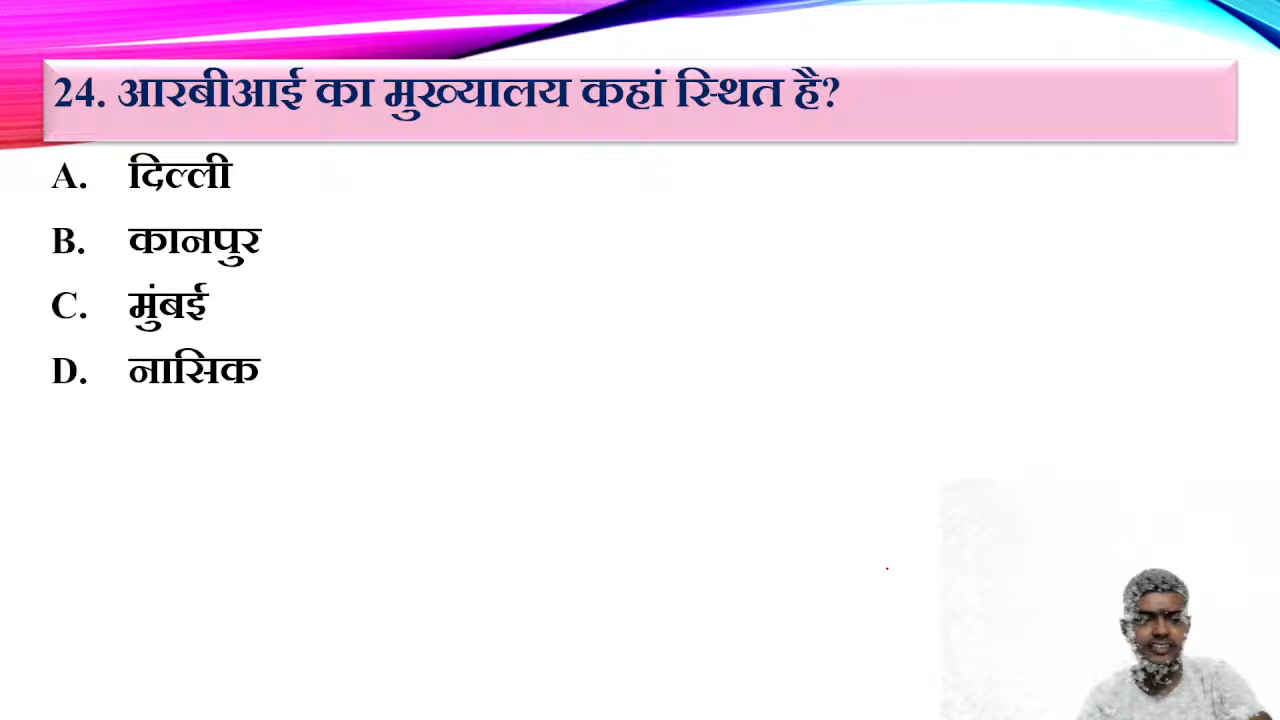 24. आरबीआई का मुख्यालय कहां स्थित है?
A. दिल्ली
B. कानपुर
C. मुंबई
D. नासिक